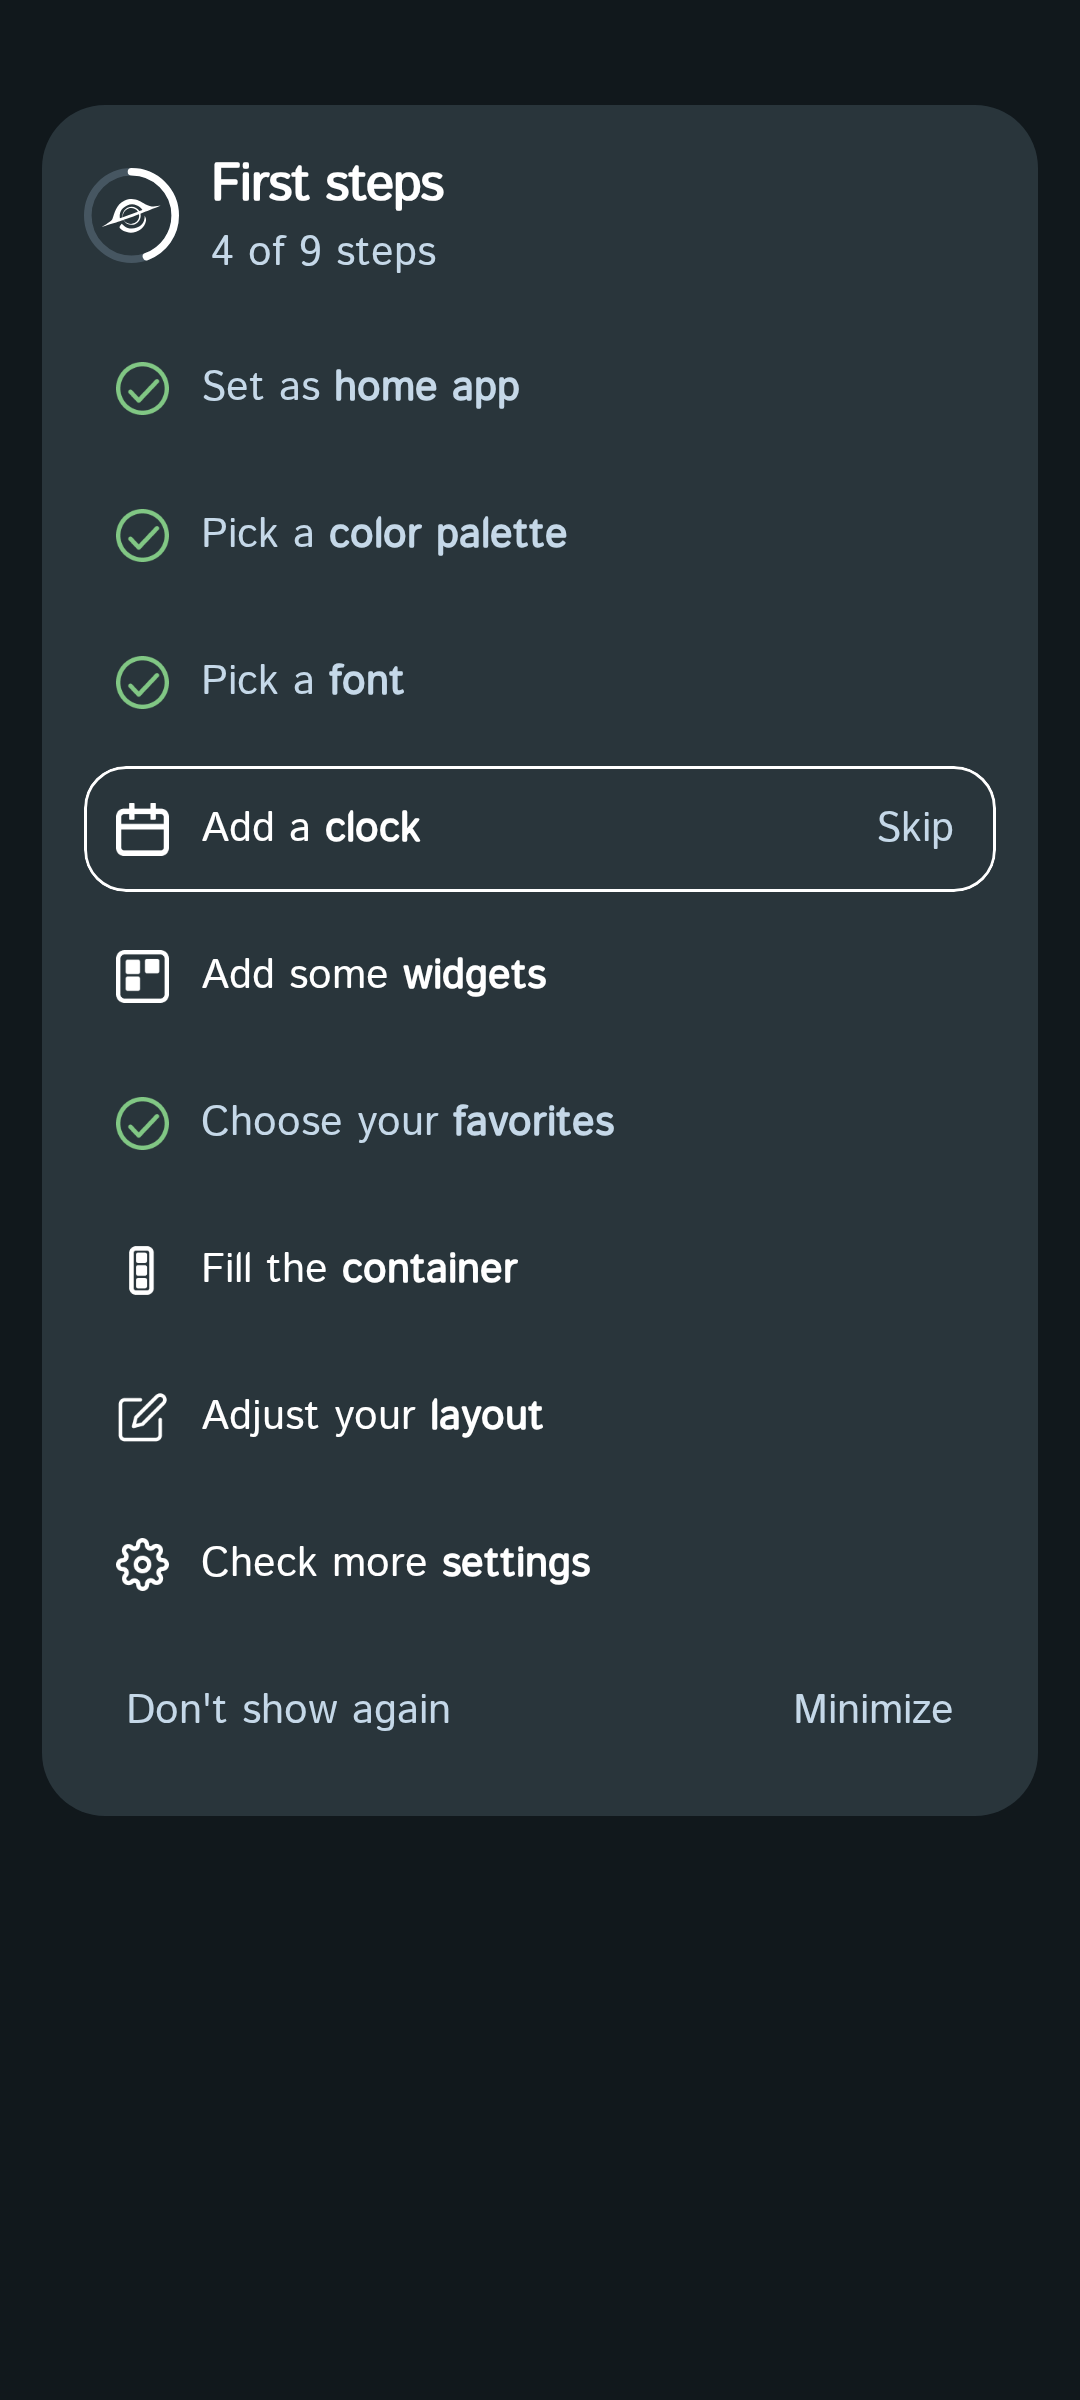 First steps
4 of 9 steps
Set as home app
Pick a color palette
Pick a font
Add a clock Skip
Add some widgets
Choose your favorites
Fill the container
Adjust your layout
Check more settings
Don't show again Minimize